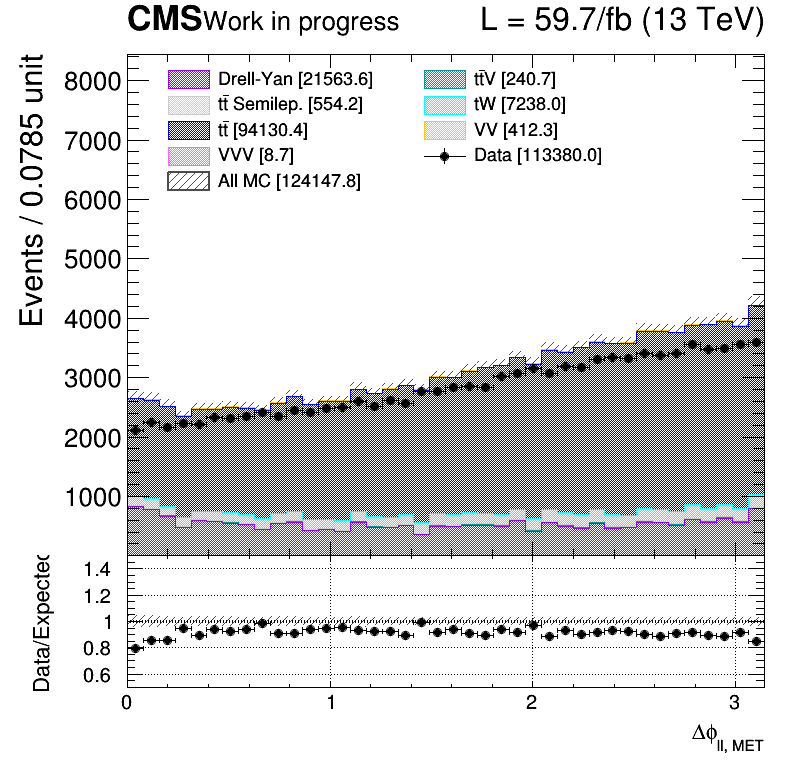 CMS Work in progress L = 59.7/fb (13 TeV)
Events / 0.0785 unit
8000
7000
6000
5000
4000
3000
2000
1000
Drell-Yan [21563.6]
tt̄ Semilep. [554.2]
tt̄ [94130.4]
VVV [8.7]
All MC [124147.8]
tt̄V [240.7]
tW [7238.0]
VV [412.3]
Data [113380.0]
Data/Expected
1.4
1.2
1
0.8
0.6
0 1 2 3
Δϕll, MET